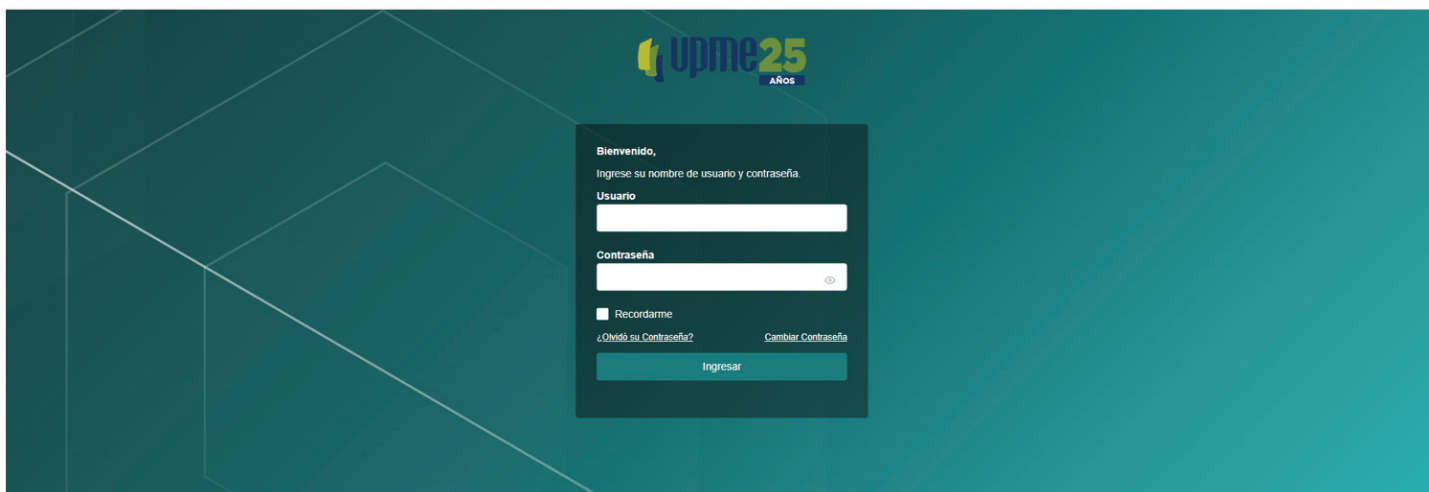 upme25
AÑOS
Bienvenido,
Ingrese su nombre de usuario y contraseña.
Usuario
Contraseña
Recordarme
¿Olvidó su Contraseña? Cambiar Contraseña
Ingresar